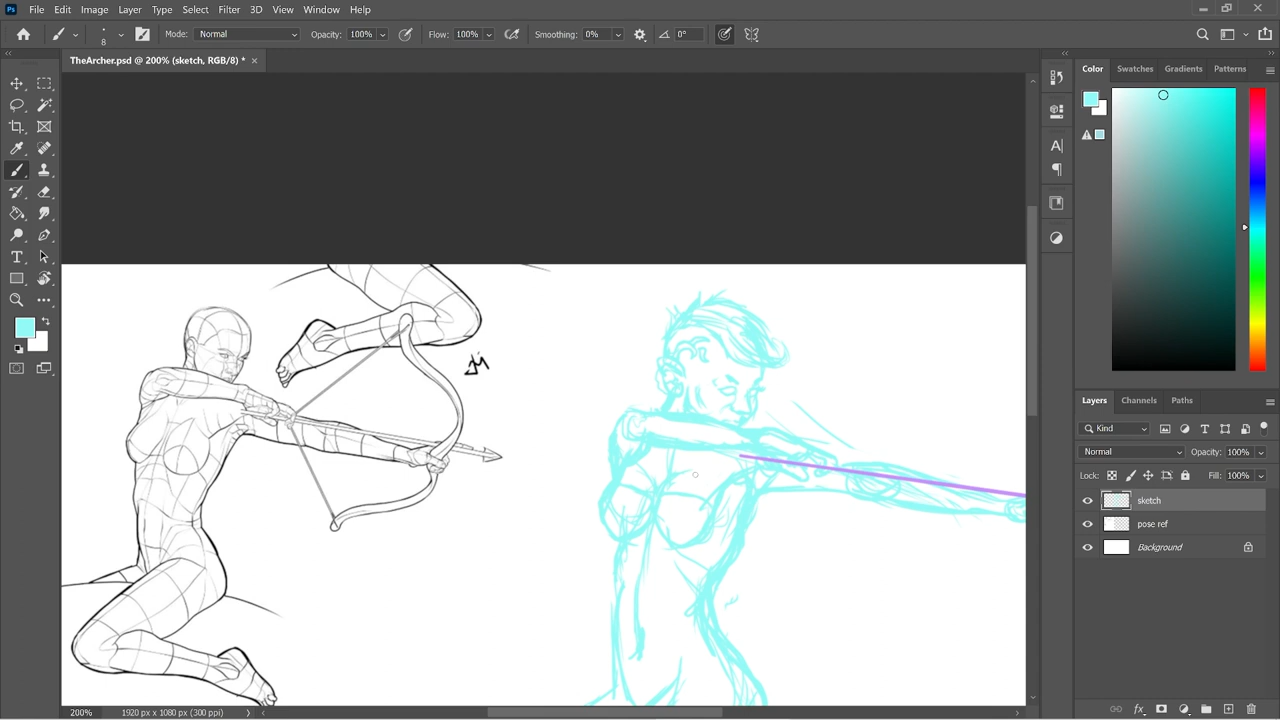 Ps File Edit Image Layer Type Select Filter 3D View Window Help
8 Mode: Normal Opacity: 100% Flow: 100% Smoothing: 0% 0°
TheArcher.psd @ 200% (sketch, RGB/8) *
Color Swatches Gradients Patterns
Layers Channels Paths
Kind
Normal Opacity: 100%
Lock: Fill: 100%
sketch
pose ref
Background
200% 1920 px x 1080 px (300 ppi)